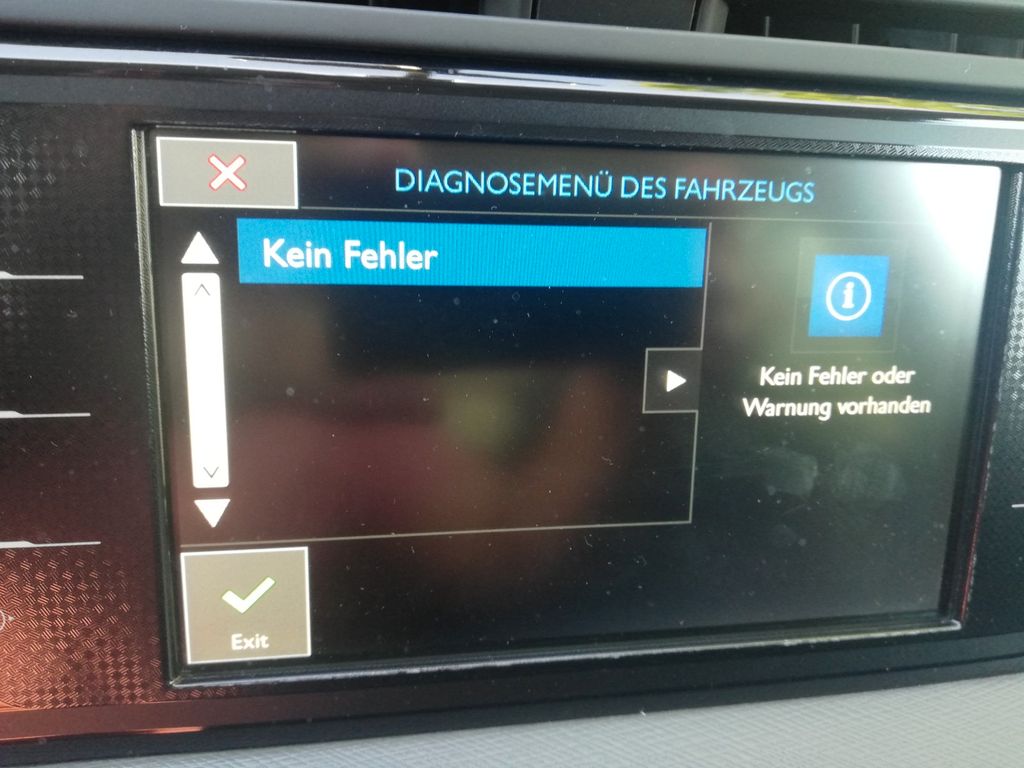 DIAGNOSEMENÜ DES FAHRZEUGS
Kein Fehler
Kein Fehler oder
Warnung vorhanden
Exit